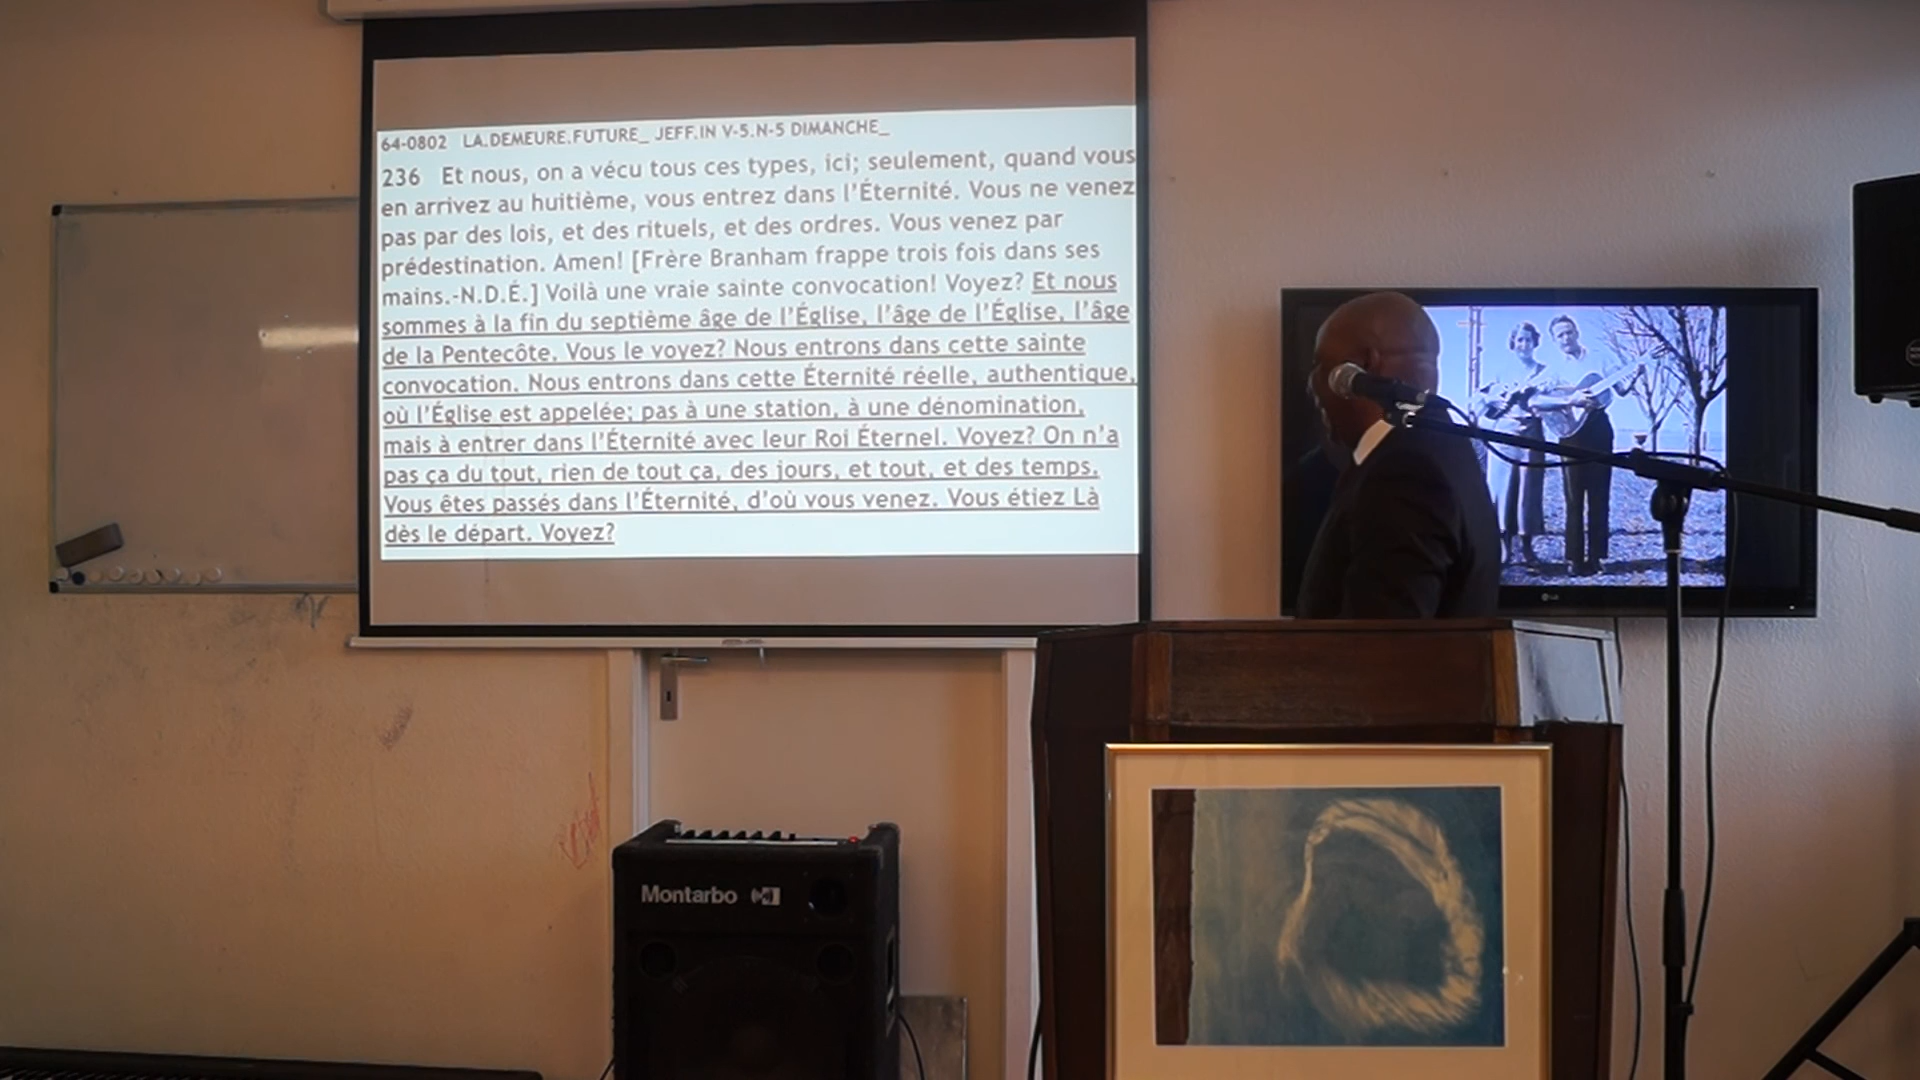 64-0802 LA.DEMEURE.FUTURE_ JEFF.IN V-5.N-5 DIMANCHE_
236 Et nous, on a vécu tous ces types, ici; seulement, quand vous
en arrivez au huitième, vous entrez dans l'Éternité. Vous ne venez
pas par des lois, et des rituels, et des ordres. Vous venez par
prédestination. Amen! [Frère Branham frappe trois fois dans ses
mains.-N.D.É.] Voilà une vraie sainte convocation! Voyez? Et nous
sommes à la fin du septième âge de l'Église, l'âge de l'Église, l'âge
de la Pentecôte. Vous le voyez? Nous entrons dans cette sainte
convocation. Nous entrons dans cette Éternité réelle, authentique,
où l'Église est appelée; pas à une station, à une dénomination,
mais à entrer dans l'Éternité avec leur Roi Éternel. Voyez? On n'a
pas ça du tout, rien de tout ça, des jours, et tout, et des temps.
Vous êtes passés dans l'Éternité, d'où vous venez. Vous étiez Là
dès le départ. Voyez?
LG
Montarbo